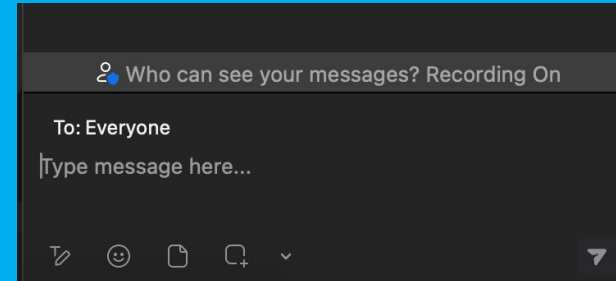 Who can see your messages? Recording On
To: Everyone
Type message here...